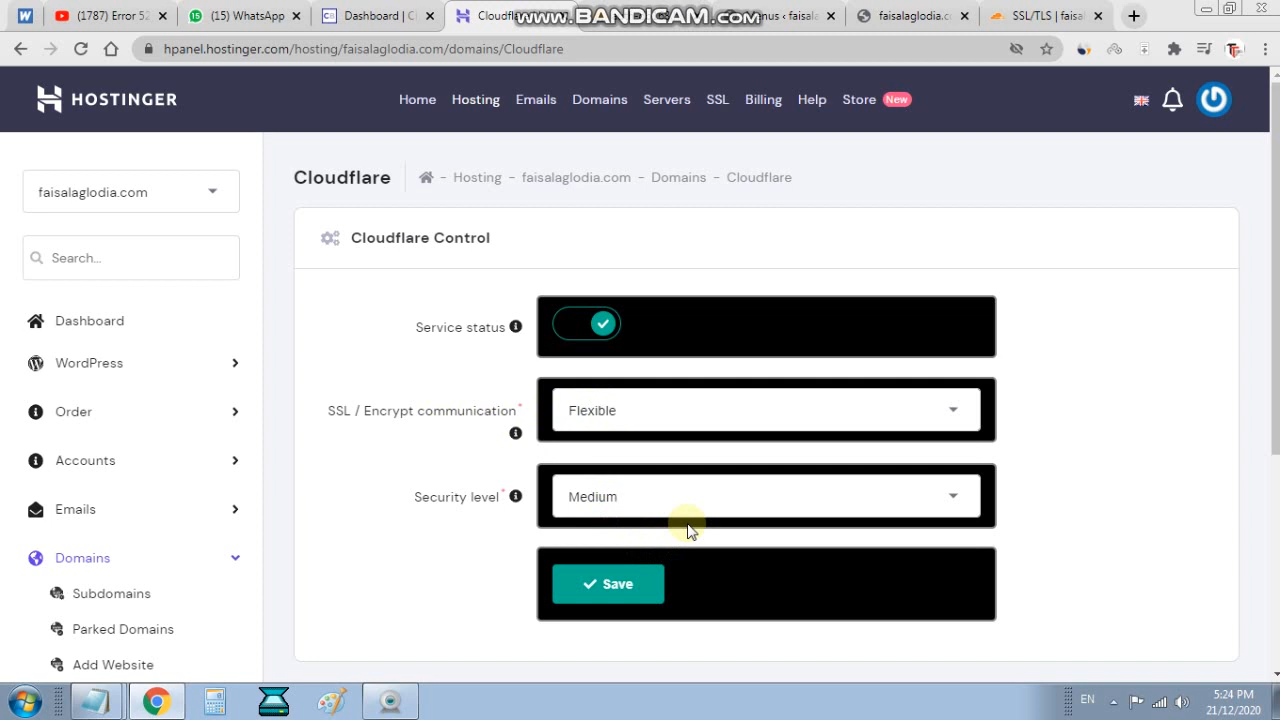 (1787) Error 52
(15) WhatsApp
Dashboard | C
Cloudfla
www.BANDICAM.com
nus ‹ faisala
faisalaglodia.c
SSL/TLS | faisal
hpanel.hostinger.com/hosting/faisalaglodia.com/domains/Cloudflare
HOSTINGER
Home
Hosting
Emails
Domains
Servers
SSL
Billing
Help
Store New
faisalaglodia.com
Search...
Dashboard
WordPress
Order
Accounts
Emails
Domains
Subdomains
Parked Domains
Add Website
Cloudflare
- Hosting - faisalaglodia.com - Domains - Cloudflare
Cloudflare Control
Service status
SSL / Encrypt communication*
Flexible
Security level*
Medium
Save
EN
5:24 PM
21/12/2020